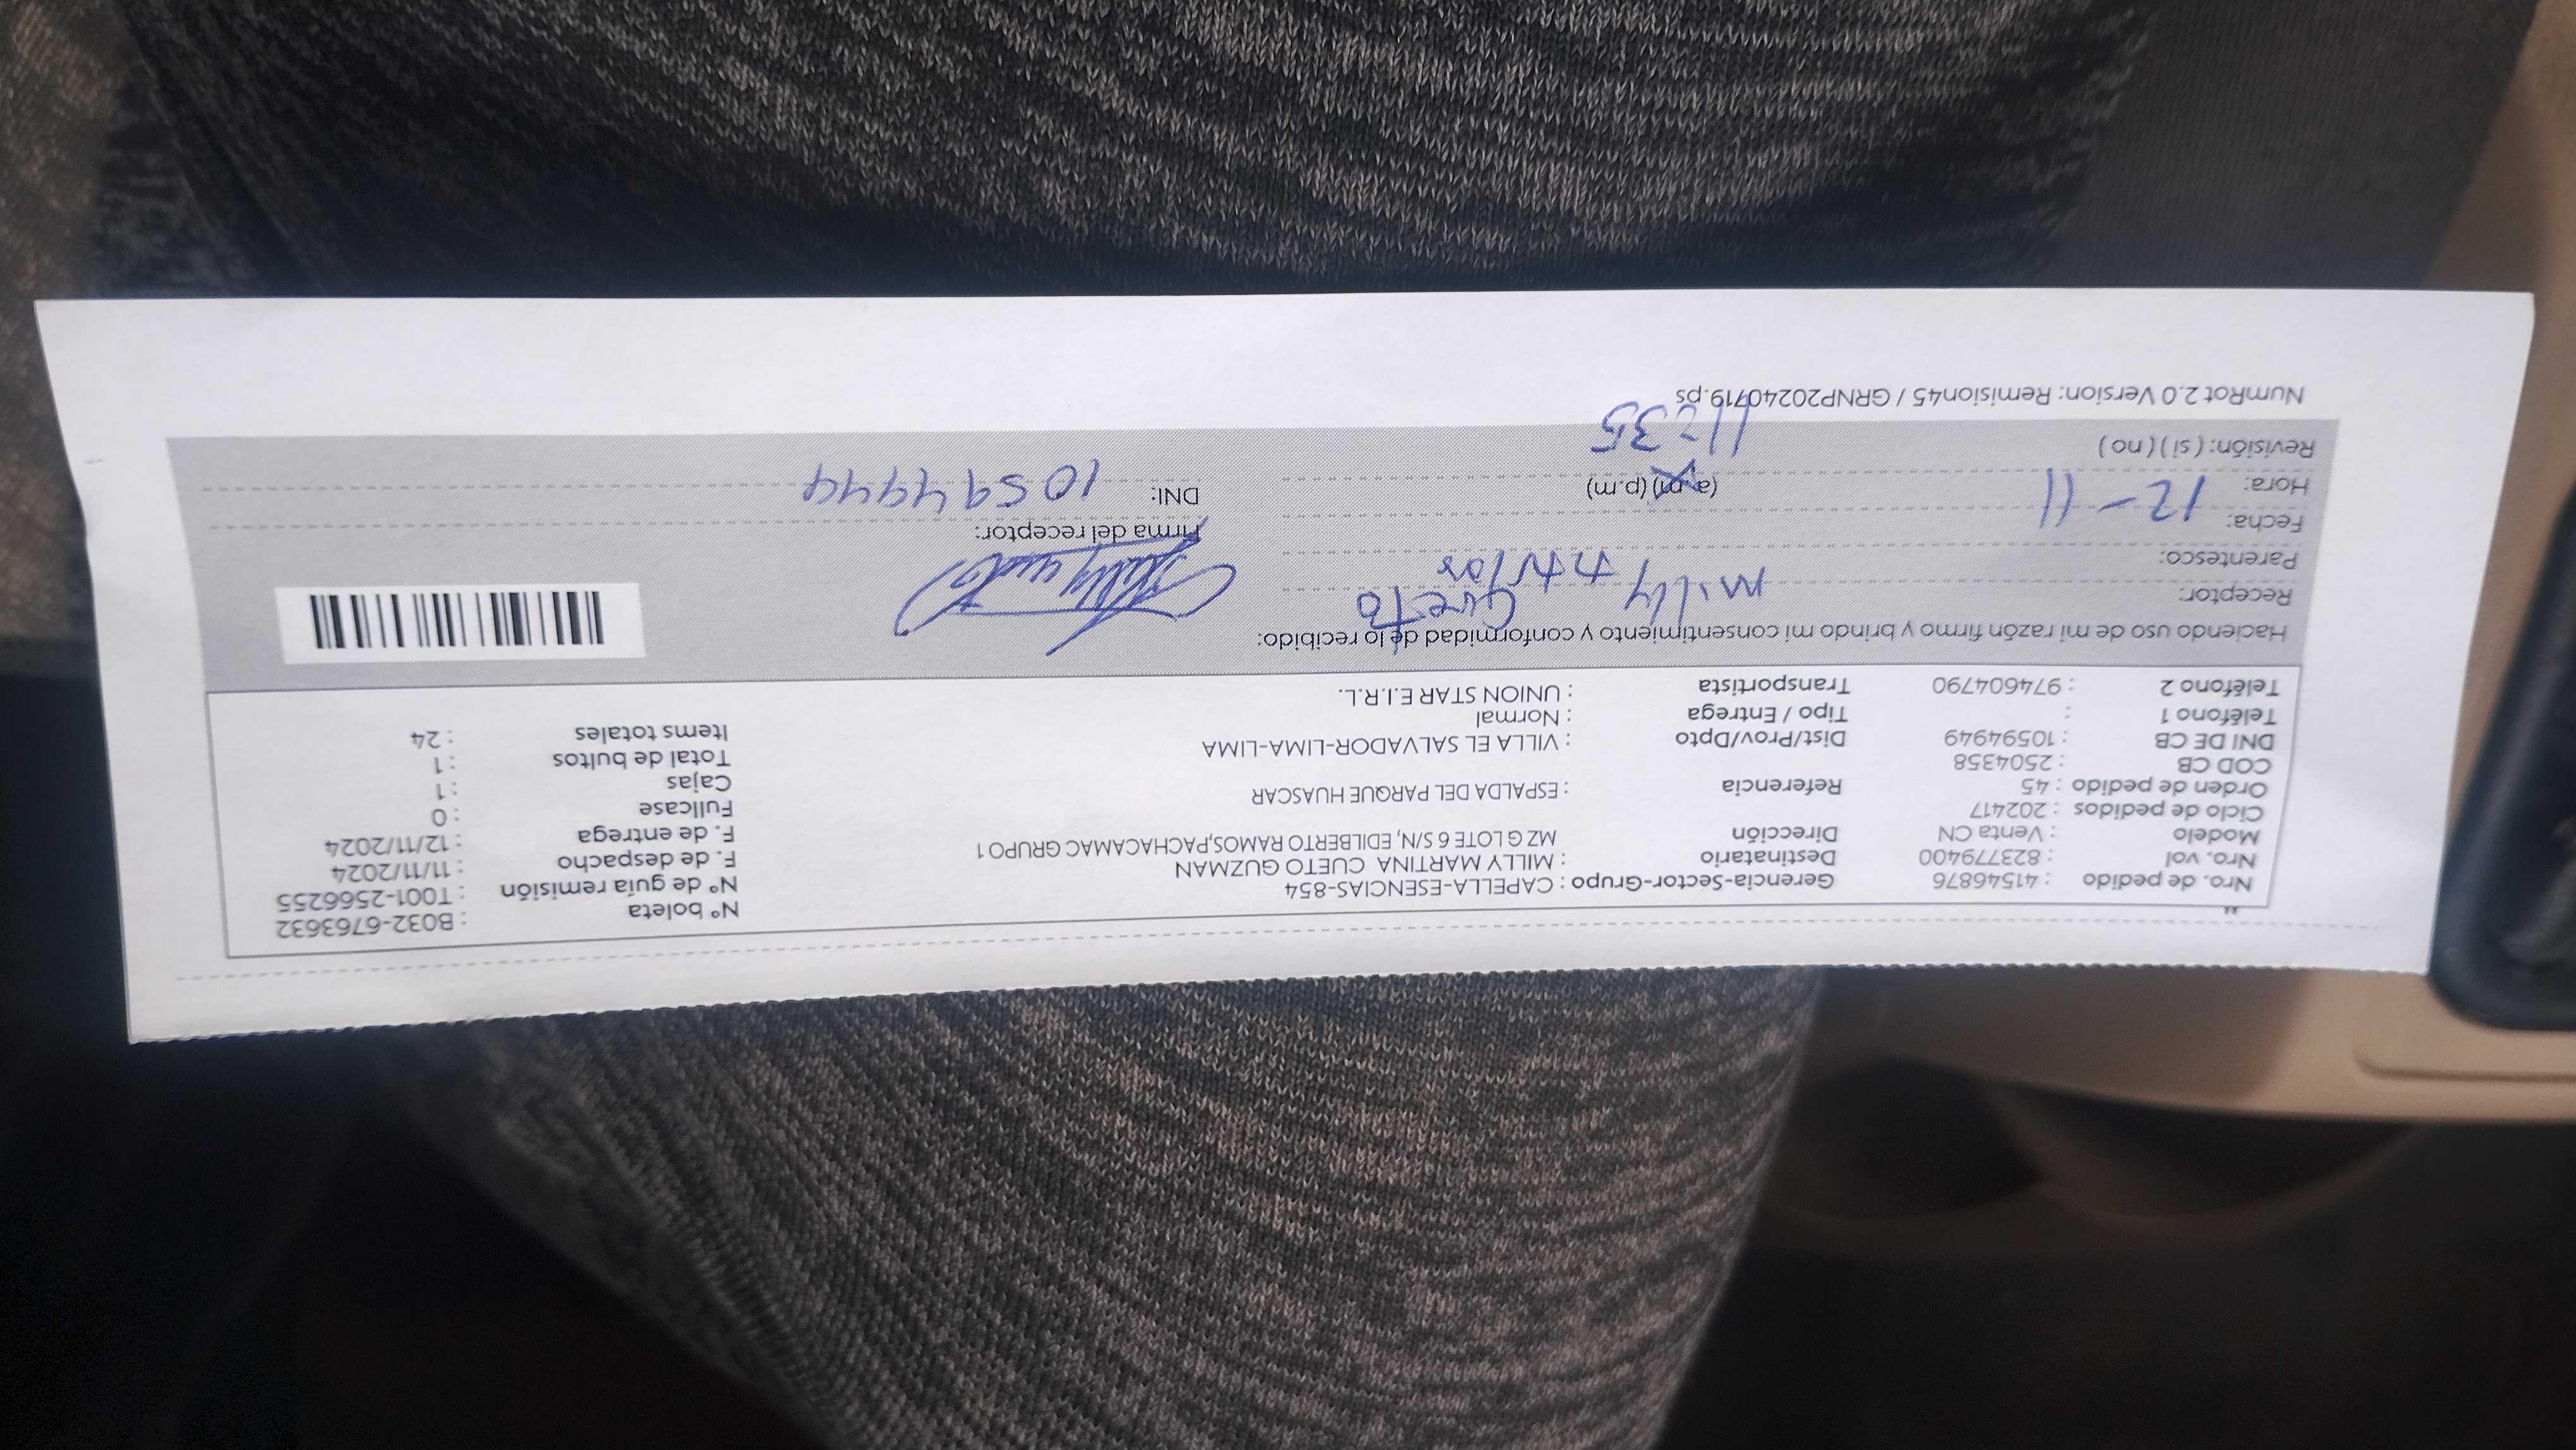 Nro. de pedido : 41546876 Gerencia-Sector-Grupo : CAPELLA-ESENCIAS-854 N° boleta : B032-6763632
Nro. vol : 823779400 Destinatario : MILLY MARTINA CUETO GUZMAN N° de guía remisión : T001-2566255
Modelo : Venta CN Dirección MZ G LOTE 6 S/N, EDILBERTO RAMOS,PACHACAMAC GRUPO 1 F. de despacho : 11/11/2024
Ciclo de pedidos : 202417 F. de entrega : 12/11/2024
Orden de pedido : 45 Referencia : ESPALDA DEL PARQUE HUASCAR Fullcase : 0
COD CB : 2504358 Cajas : 1
DNI DE CB : 10594949 Dist/Prov/Dpto : VILLA EL SALVADOR-LIMA-LIMA Total de bultos : 1
Teléfono 1 : Tipo / Entrega : Normal Items totales : 24
Teléfono 2 : 974604790 Transportista : UNION STAR E.I.R.L.
Haciendo uso de mi razón firmo y brindo mi consentimiento y conformidad de lo recibido:
Receptor: Milly Cueto
Parentesco:
Fecha: 12-11 Firma del receptor:
Hora: (a.m) (p.m) 11:35 DNI:
Revisión: ( si ) ( no )
NumRot 2.0 Version: Remision45 / GRNP20240719.ps